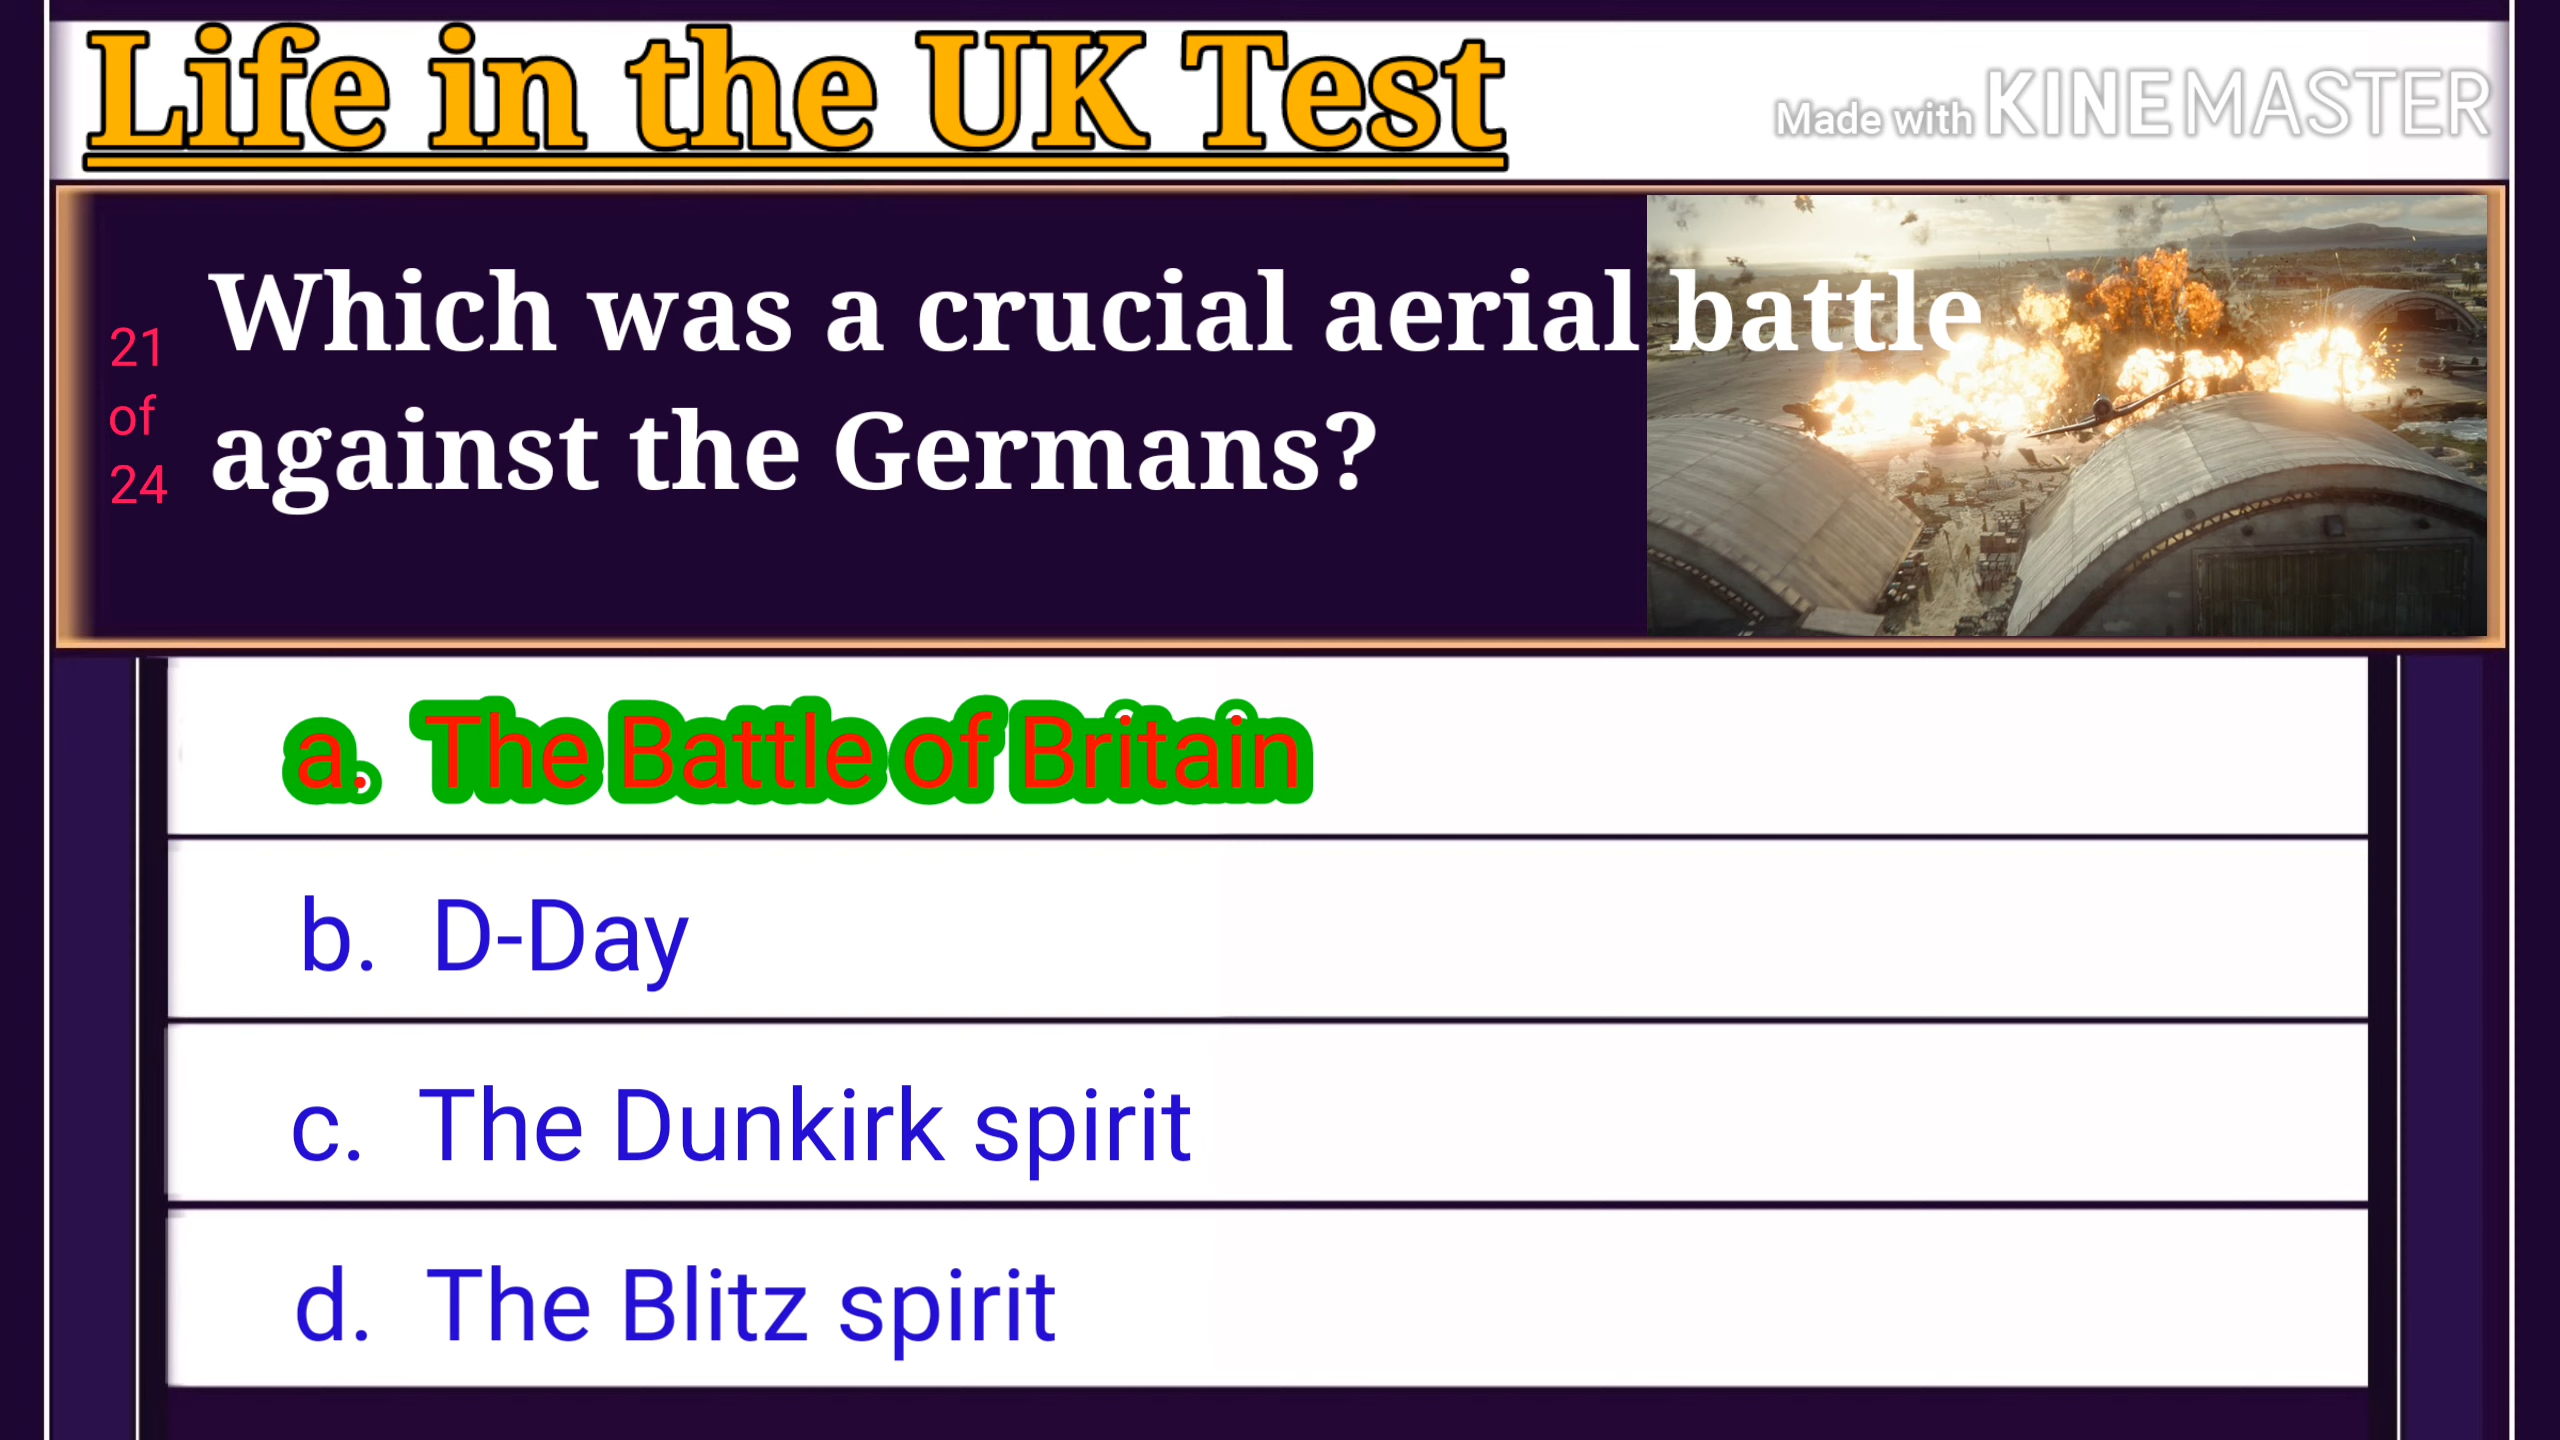 Life in the UK Test
Made with KINEMASTER
21
of
24
Which was a crucial aerial battle
against the Germans?
a. The Battle of Britain
b. D-Day
c. The Dunkirk spirit
d. The Blitz spirit